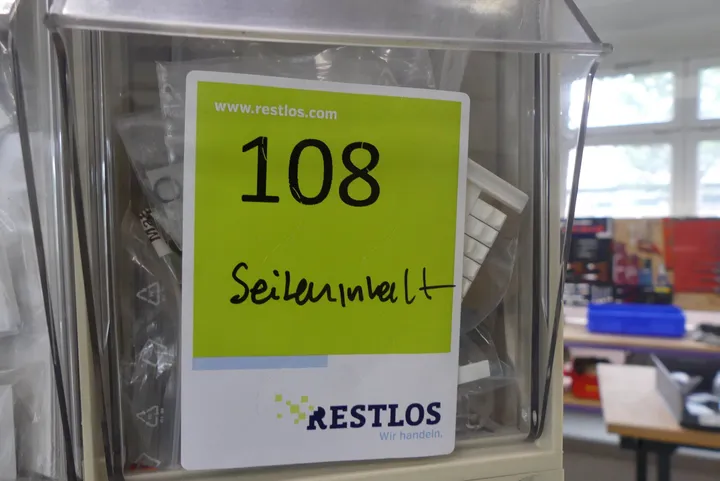 www.restlos.com
108
Seiteninhalt
RESTLOS
Wir handeln.